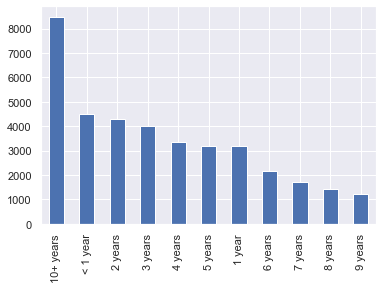 8000
7000
6000
5000
4000
3000
2000
1000
0
10+ years
< 1 year
2 years
3 years
4 years
5 years
1 year
6 years
7 years
8 years
9 years